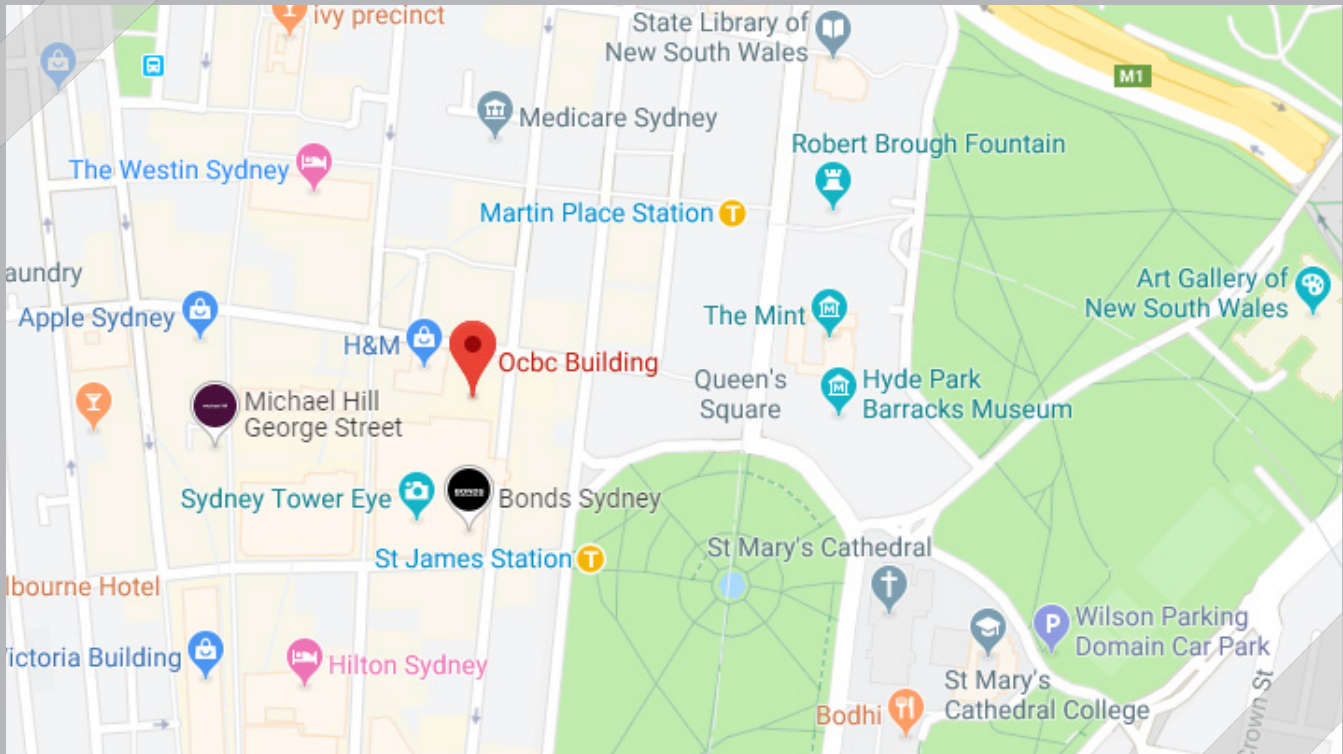 ivy precinct
State Library of
New South Wales
M1
Medicare Sydney
Robert Brough Fountain
The Westin Sydney
Martin Place Station
T
aundry
Art Gallery of
New South Wales
Apple Sydney
The Mint
M
H&M
Ocbc Building
Queen's
Square
M
Hyde Park
Barracks Museum
Michael Hill
George Street
Sydney Tower Eye
BONDS
Bonds Sydney
St James Station
T
St Mary's Cathedral
lbourne Hotel
P
Wilson Parking
Domain Car Park
ictoria Building
Hilton Sydney
St Mary's
Cathedral College
Bodhi
rown St